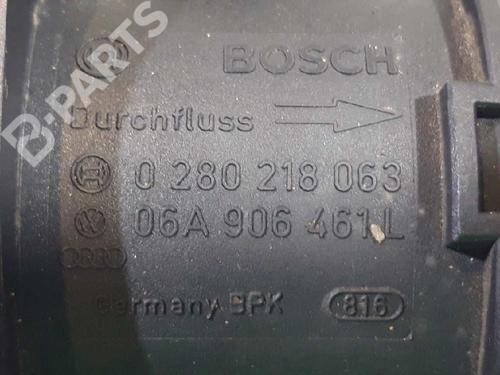 BOSCH
Durchfluss
0 280 218 063
06A 906 461 L
Germany BPK 816
B-PARTS